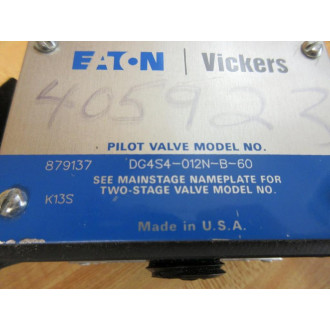 EATON | Vickers
405923
PILOT VALVE MODEL NO.
879137 DG4S4-012N-B-60
SEE MAINSTAGE NAMEPLATE FOR
TWO-STAGE VALVE MODEL NO.
K13S
Made in U.S.A.